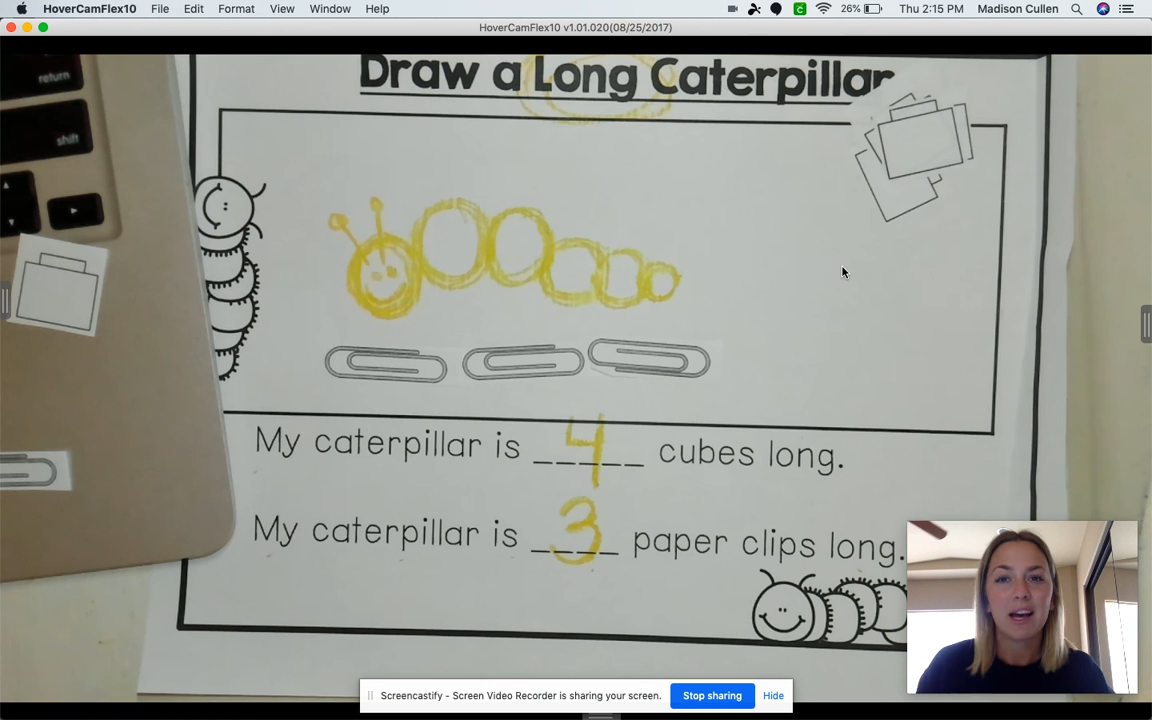 HoverCamFlex10 File Edit Format View Window Help 26% Thu 2:15 PM Madison Cullen
HoverCamFlex10 v1.01.020(08/25/2017)
return
shift
Draw a Long Caterpillar
My caterpillar is 4 cubes long.
My caterpillar is 3 paper clips long.
Screencastify - Screen Video Recorder is sharing your screen. Stop sharing Hide